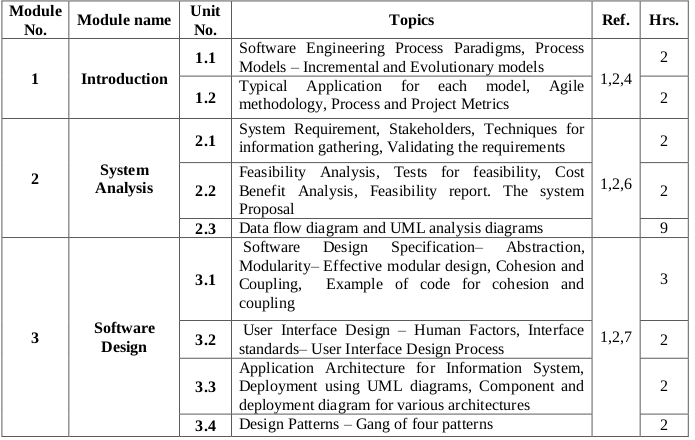 Module No. Module name Unit No. Topics Ref. Hrs.
1 Introduction 1.1 Software Engineering Process Paradigms, Process 1,2,4 2
Models – Incremental and Evolutionary models
1.2 Typical Application for each model, Agile 2
methodology, Process and Project Metrics
2 System Analysis 2.1 System Requirement, Stakeholders, Techniques for 1,2,6 2
information gathering, Validating the requirements
2.2 Feasibility Analysis, Tests for feasibility, Cost 2
Benefit Analysis, Feasibility report. The system
Proposal
2.3 Data flow diagram and UML analysis diagrams 9
3 Software Design 3.1 Software Design Specification– Abstraction, 1,2,7 3
Modularity– Effective modular design, Cohesion and
Coupling, Example of code for cohesion and
coupling
3.2 User Interface Design – Human Factors, Interface 2
standards– User Interface Design Process
3.3 Application Architecture for Information System, 2
Deployment using UML diagrams, Component and
deployment diagram for various architectures
3.4 Design Patterns – Gang of four patterns 2